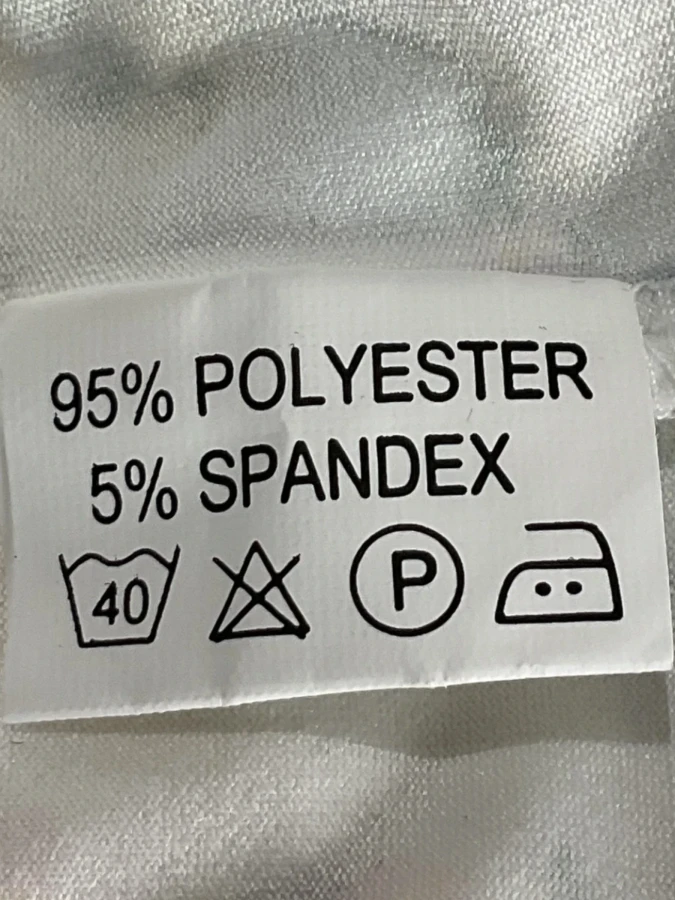 95% POLYESTER
5% SPANDEX
40 P